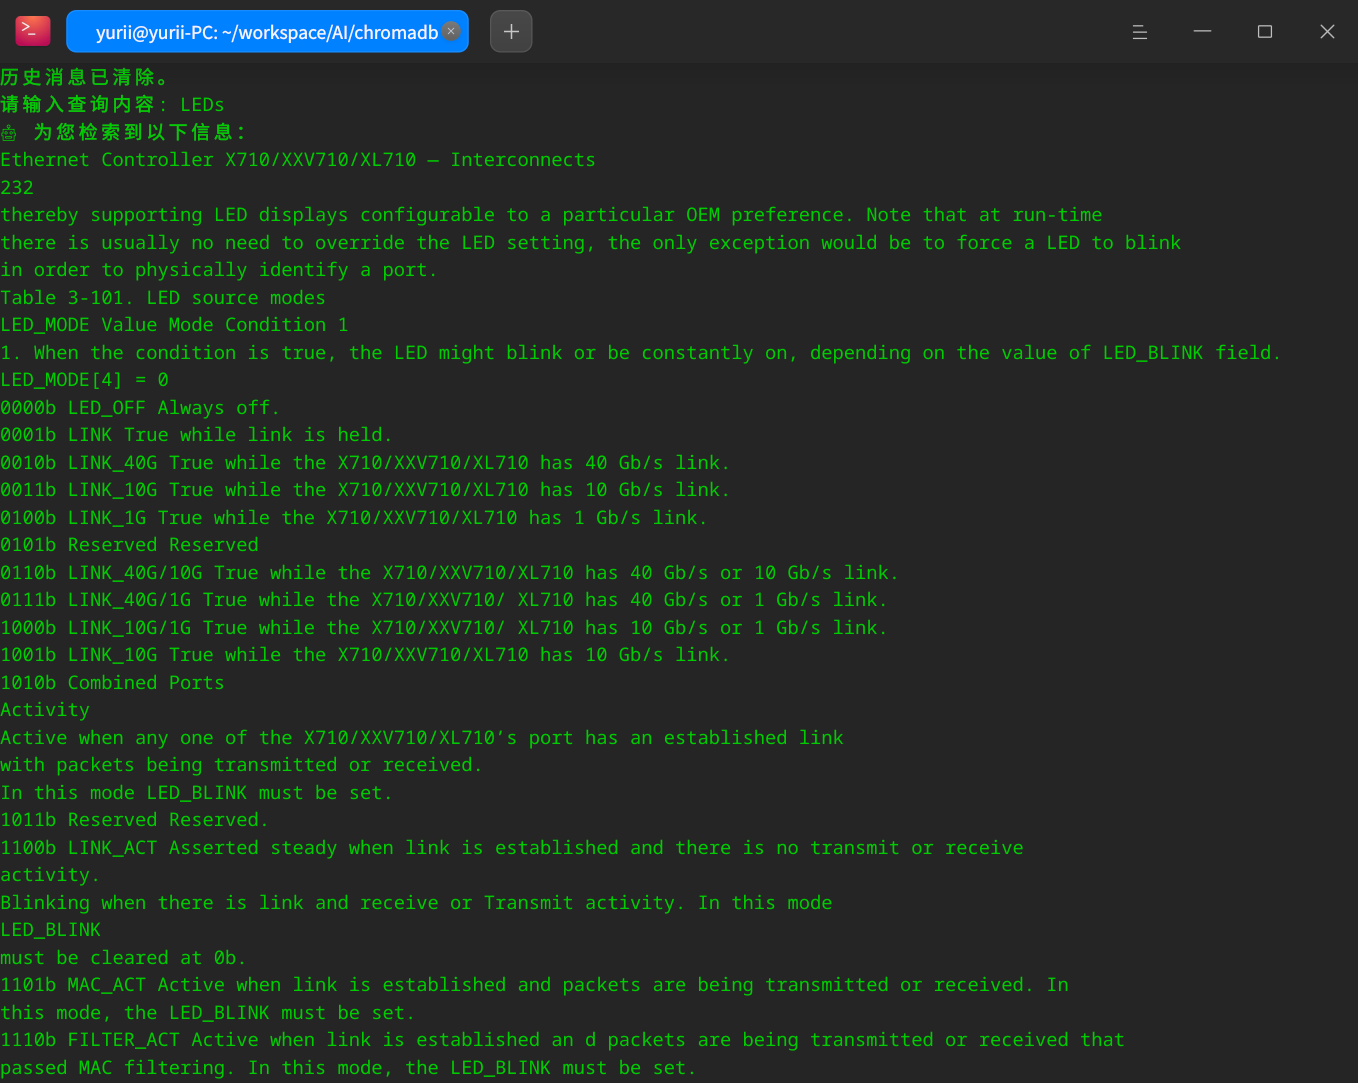 yurii@yurii-PC: ~/workspace/AI/chromadb
历史消息已清除。
请输入查询内容: LEDs
🤖 为您检索到以下信息：
Ethernet Controller X710/XXV710/XL710 — Interconnects
232
thereby supporting LED displays configurable to a particular OEM preference. Note that at run-time
there is usually no need to override the LED setting, the only exception would be to force a LED to blink
in order to physically identify a port.
Table 3-101. LED source modes
LED_MODE Value Mode Condition 1
1. When the condition is true, the LED might blink or be constantly on, depending on the value of LED_BLINK field.
LED_MODE[4] = 0
0000b LED_OFF Always off.
0001b LINK True while link is held.
0010b LINK_40G True while the X710/XXV710/XL710 has 40 Gb/s link.
0011b LINK_10G True while the X710/XXV710/XL710 has 10 Gb/s link.
0100b LINK_1G True while the X710/XXV710/XL710 has 1 Gb/s link.
0101b Reserved Reserved
0110b LINK_40G/10G True while the X710/XXV710/XL710 has 40 Gb/s or 10 Gb/s link.
0111b LINK_40G/1G True while the X710/XXV710/ XL710 has 40 Gb/s or 1 Gb/s link.
1000b LINK_10G/1G True while the X710/XXV710/ XL710 has 10 Gb/s or 1 Gb/s link.
1001b LINK_10G True while the X710/XXV710/XL710 has 10 Gb/s link.
1010b Combined Ports
Activity
Active when any one of the X710/XXV710/XL710’s port has an established link
with packets being transmitted or received.
In this mode LED_BLINK must be set.
1011b Reserved Reserved.
1100b LINK_ACT Asserted steady when link is established and there is no transmit or receive
activity.
Blinking when there is link and receive or Transmit activity. In this mode
LED_BLINK
must be cleared at 0b.
1101b MAC_ACT Active when link is established and packets are being transmitted or received. In
this mode, the LED_BLINK must be set.
1110b FILTER_ACT Active when link is established an d packets are being transmitted or received that
passed MAC filtering. In this mode, the LED_BLINK must be set.